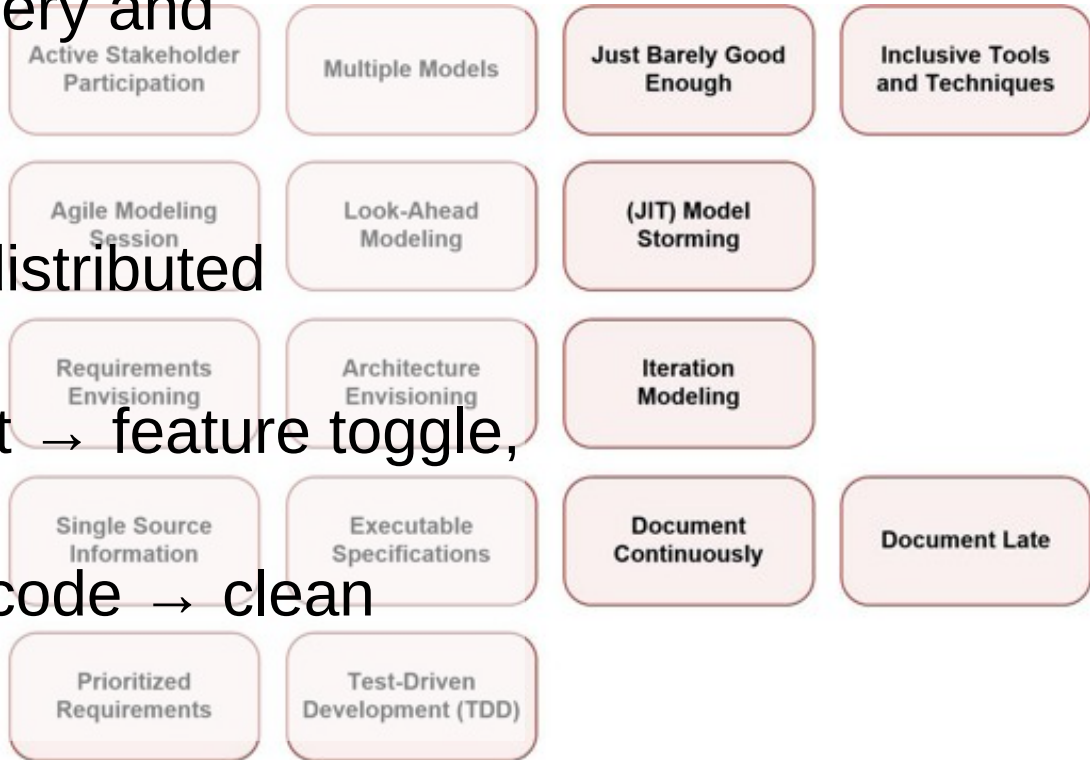 ery and
Active Stakeholder
Participation
Multiple Models
Just Barely Good
Enough
Inclusive Tools
and Techniques
Agile Modeling
Session
Look-Ahead
Modeling
(JIT) Model
Storming
distributed
Requirements
Envisioning
Architecture
Envisioning
Iteration
Modeling
t → feature toggle,
Single Source
Information
Executable
Specifications
Document
Continuously
Document Late
code → clean
Prioritized
Requirements
Test-Driven
Development (TDD)